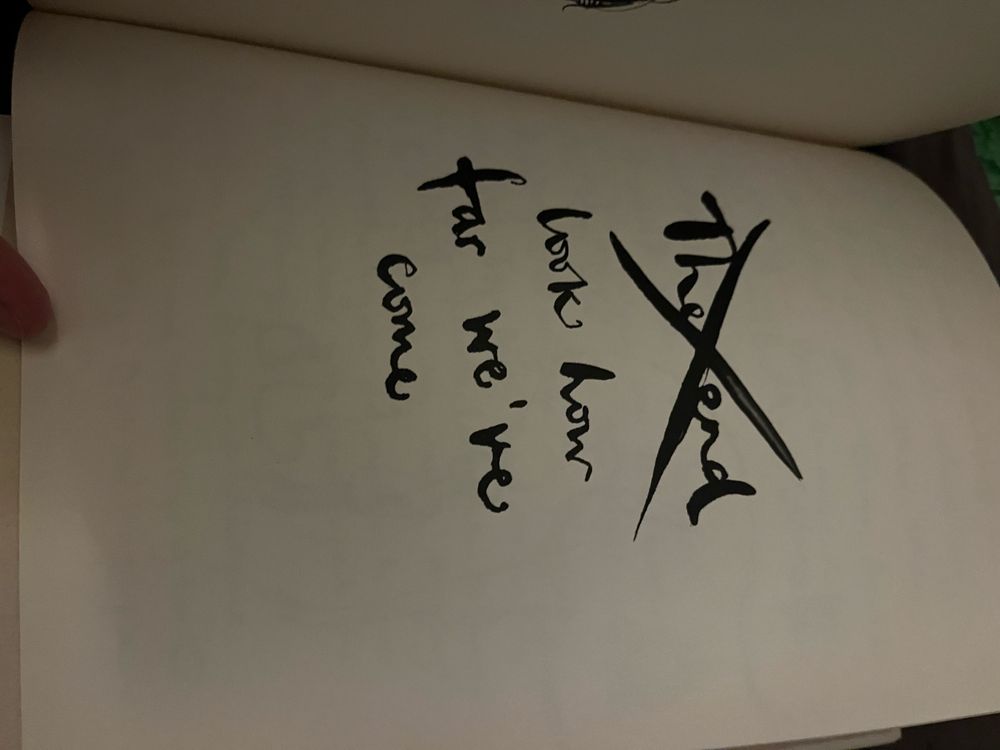 The end
look how
far we've
come